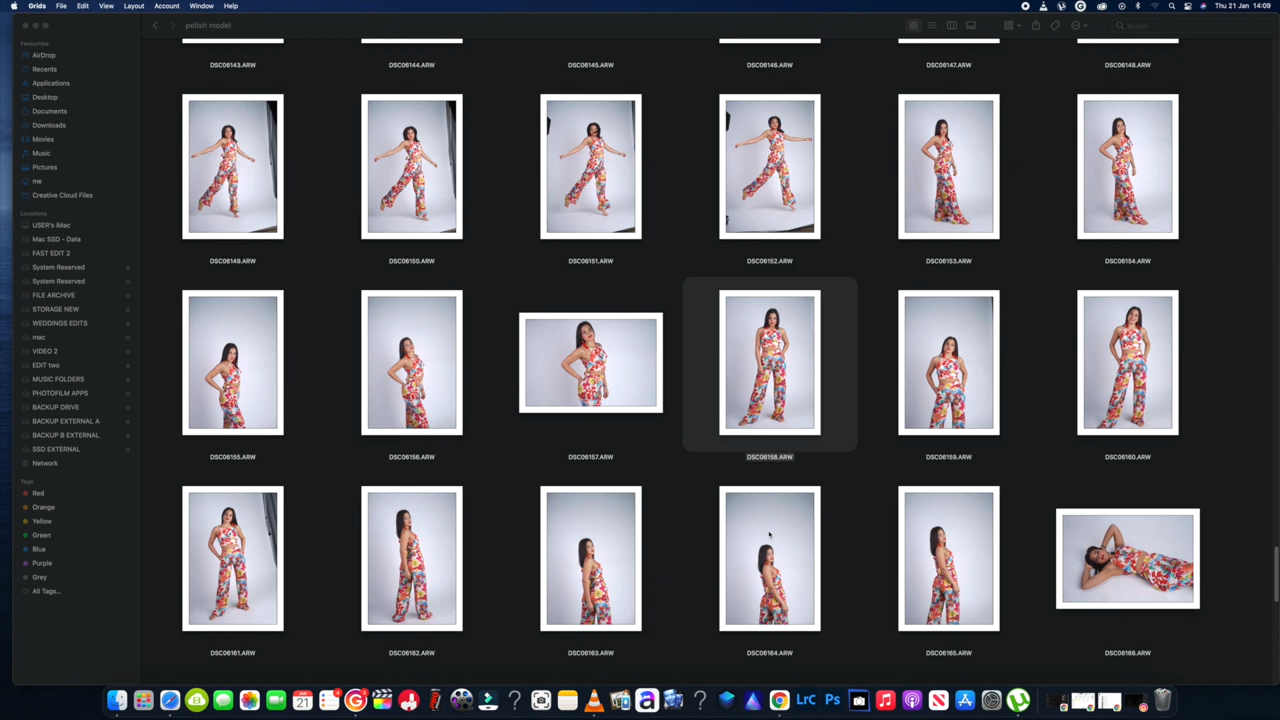 Grids File Edit View Layout Account Window Help Thu 21 Jan 14:09
polish model Search
Favourites
AirDrop
Recents
Applications
Desktop
Documents
Downloads
Movies
Music
Pictures
me
Creative Cloud Files
Locations
USER's iMac
Mac SSD - Data
FAST EDIT 2
System Reserved
System Reserved
FILE ARCHIVE
STORAGE NEW
WEDDINGS EDITS
mac
VIDEO 2
EDIT two
MUSIC FOLDERS
PHOTOFILM APPS
BACKUP DRIVE
BACKUP EXTERNAL A
BACKUP B EXTERNAL
SSD EXTERNAL
Network
Tags
Red
Orange
Yellow
Green
Blue
Purple
Grey
All Tags...
DSC06143.ARW DSC06144.ARW DSC06145.ARW DSC06146.ARW DSC06147.ARW DSC06148.ARW
DSC06149.ARW DSC06150.ARW DSC06151.ARW DSC06152.ARW DSC06153.ARW DSC06154.ARW
DSC06155.ARW DSC06156.ARW DSC06157.ARW DSC06158.ARW DSC06159.ARW DSC06160.ARW
DSC06161.ARW DSC06162.ARW DSC06163.ARW DSC06164.ARW DSC06165.ARW DSC06166.ARW
LrC Ps